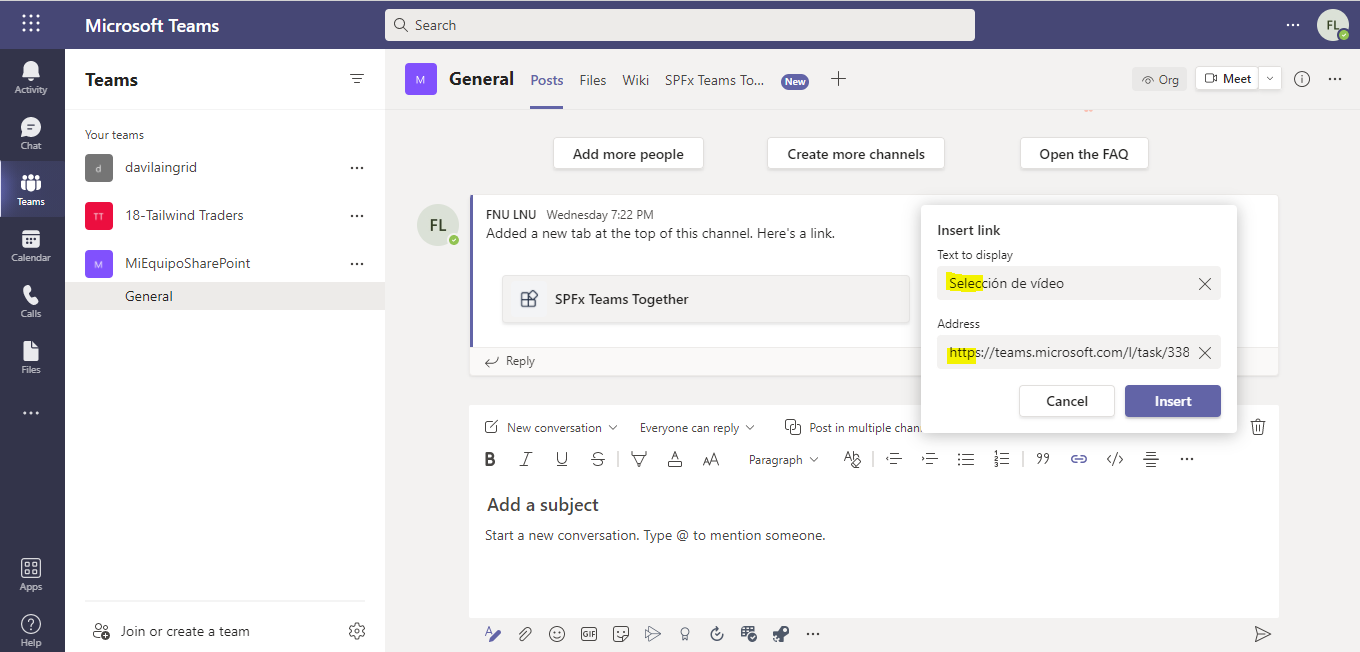 Microsoft Teams
Search
FL
Activity
Chat
Teams
Calendar
Calls
Files
Apps
Help
Teams
Your teams
d
davilaingrid
TT
18-Tailwind Traders
M
MiEquipoSharePoint
General
Join or create a team
M
General
Posts
Files
Wiki
SPFx Teams To...
New
Org
Meet
Add more people
Create more channels
Open the FAQ
FL
FNU LNU Wednesday 7:22 PM
Added a new tab at the top of this channel. Here's a link.
SPFx Teams Together
Reply
Insert link
Text to display
Selección de vídeo
Address
https://teams.microsoft.com/l/task/338
Cancel
Insert
New conversation
Everyone can reply
Post in multiple chan
Paragraph
Add a subject
Start a new conversation. Type @ to mention someone.
GIF